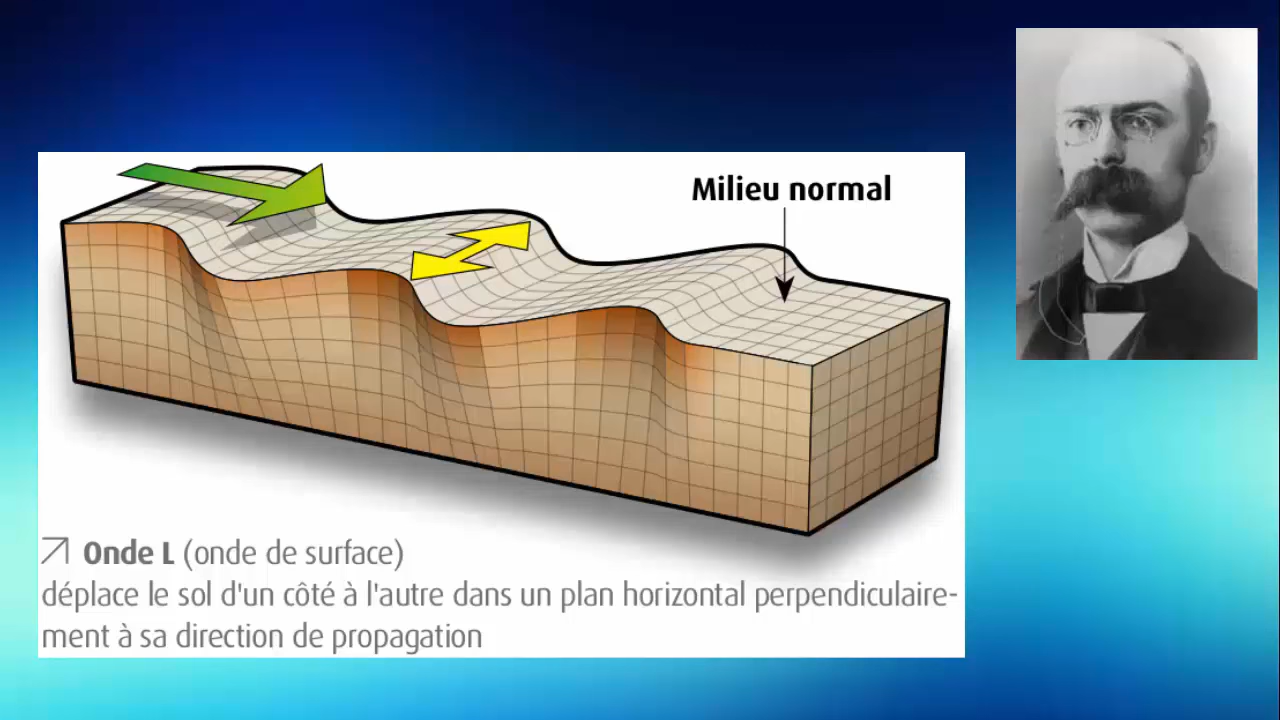 Milieu normal
Onde L (onde de surface)
déplace le sol d'un côté à l'autre dans un plan horizontal perpendiculaire-
ment à sa direction de propagation